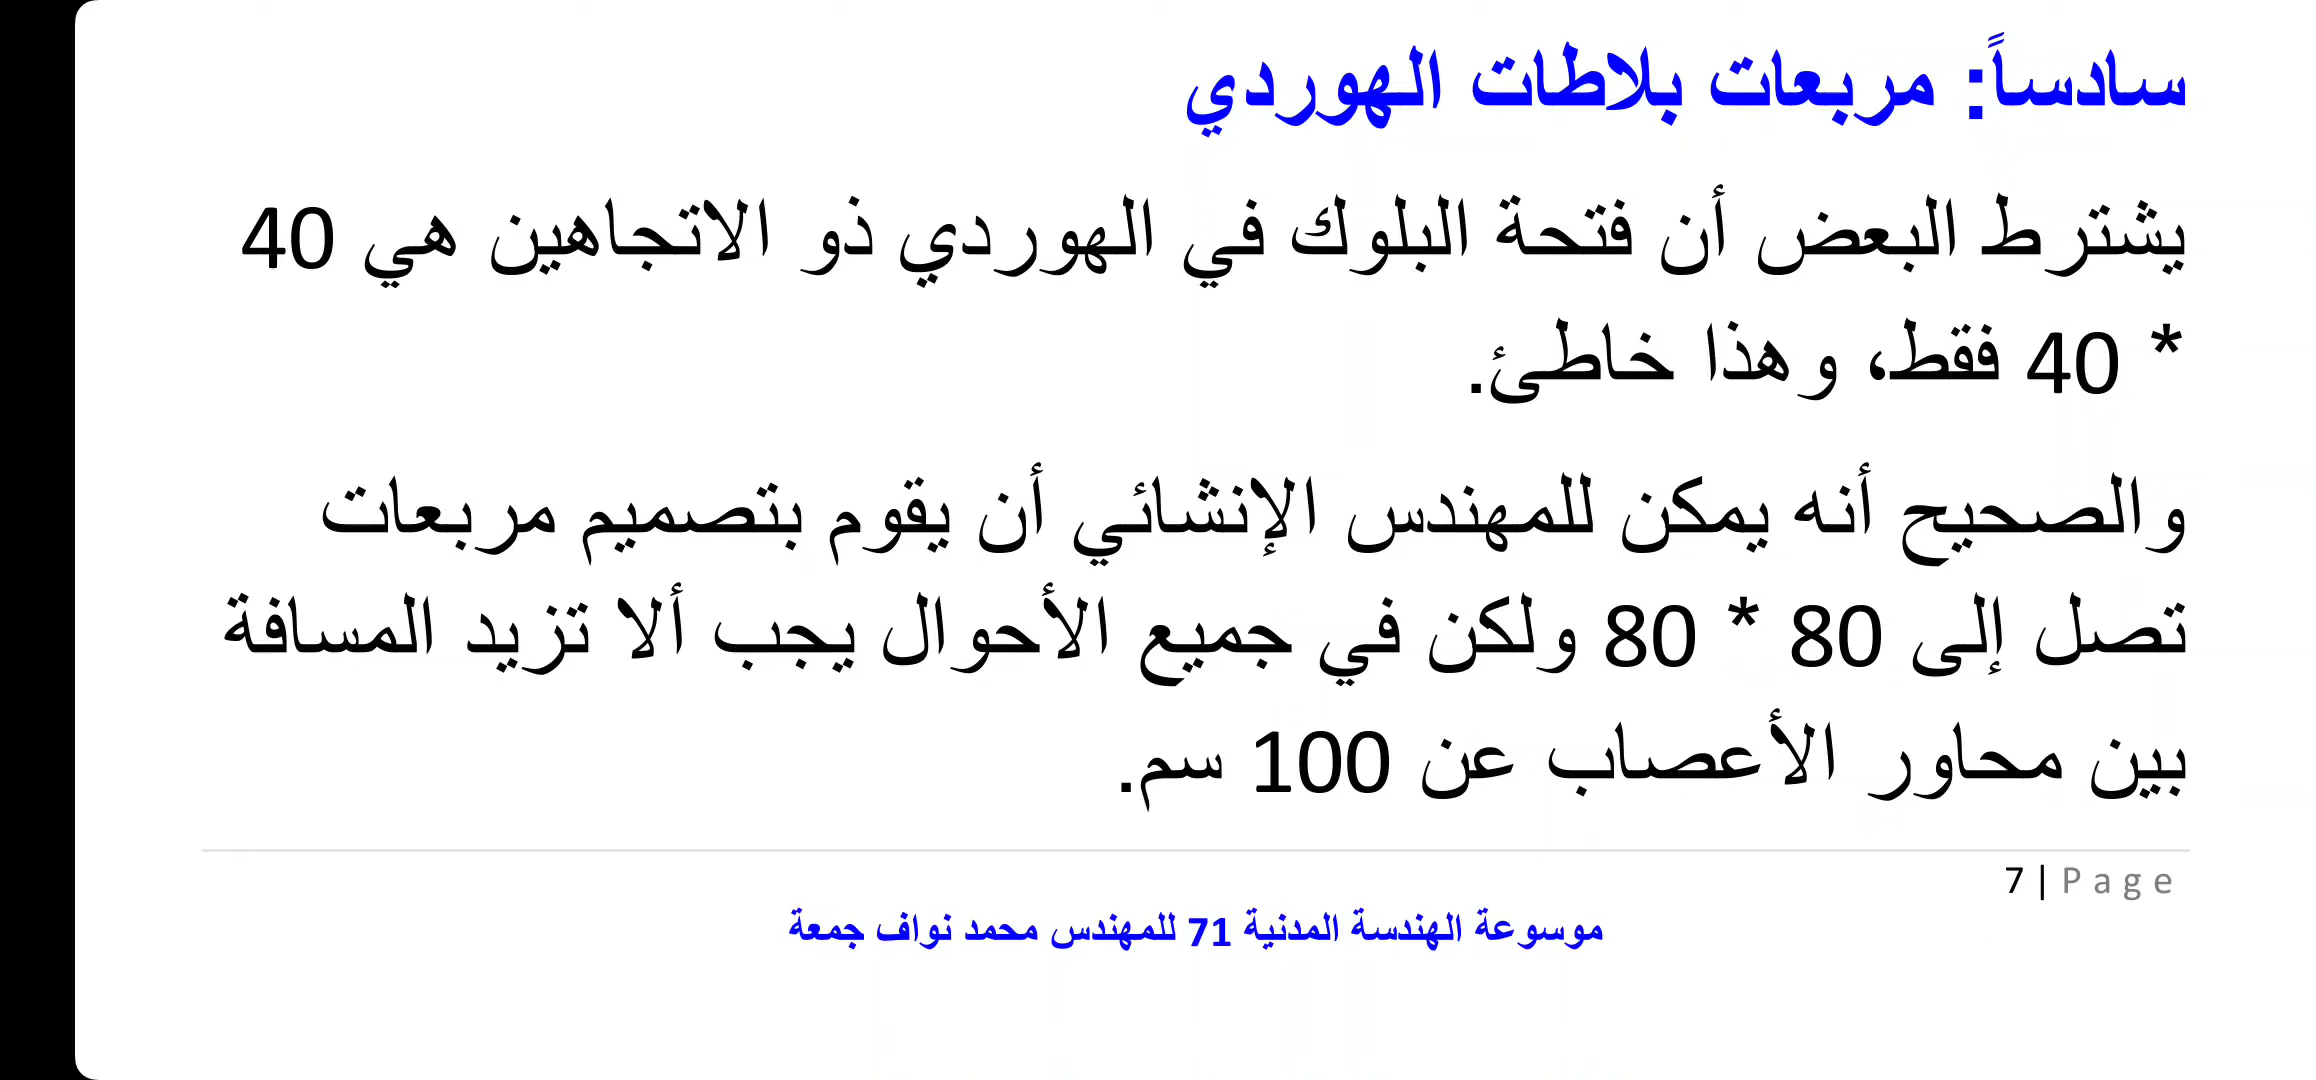 سادساً: مربعات بلاطات الهوردي
يشترط البعض أن فتحة البلوك في الهوردي ذو الاتجاهين هي 40
* 40 فقط، وهذا خاطئ.
والصحيح أنه يمكن للمهندس الإنشائي أن يقوم بتصميم مربعات
تصل إلى 80 * 80 ولكن في جميع الأحوال يجب ألا تزيد المسافة
بين محاور الأعصاب عن 100 سم.
7 | Page
موسوعة الهندسة المدنية 71 للمهندس محمد نواف جمعة